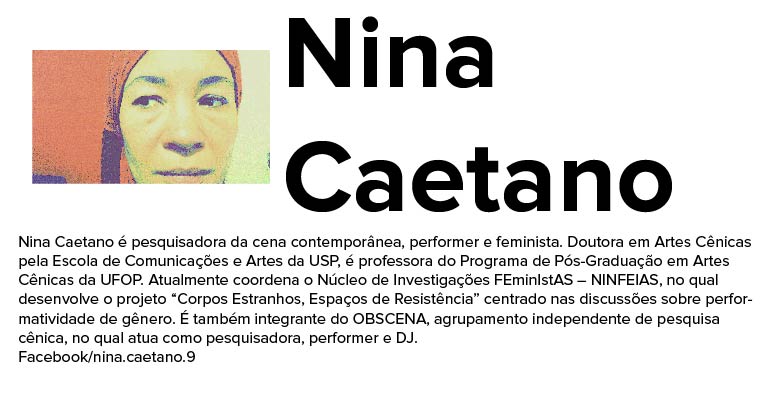 Nina
Caetano
Nina Caetano é pesquisadora da cena contemporânea, performer e feminista. Doutora em Artes Cênicas
pela Escola de Comunicações e Artes da USP, é professora do Programa de Pós-Graduação em Artes
Cênicas da UFOP. Atualmente coordena o Núcleo de Investigações FEminIstAS – NINFEIAS, no qual
desenvolve o projeto “Corpos Estranhos, Espaços de Resistência” centrado nas discussões sobre perfor-
matividade de gênero. É também integrante do OBSCENA, agrupamento independente de pesquisa
cênica, no qual atua como pesquisadora, performer e DJ.
Facebook/nina.caetano.9